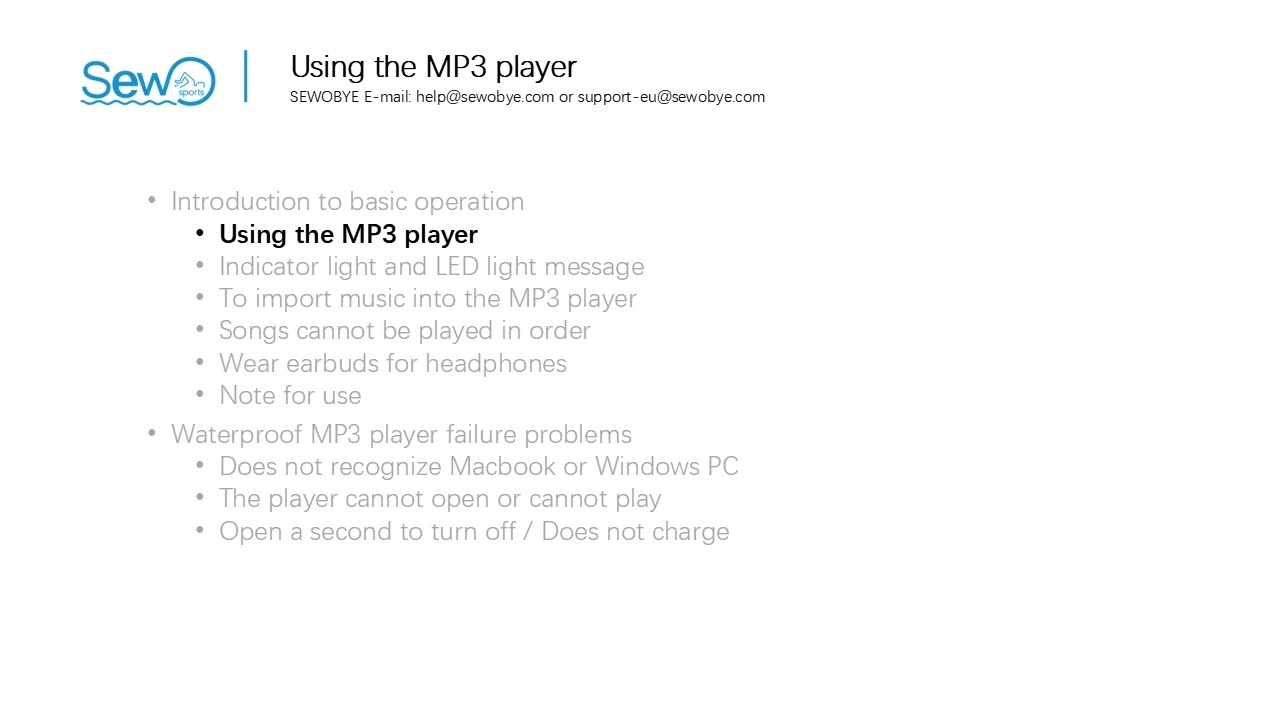 Sew
sports
Using the MP3 player
SEWOBYE E-mail: help@sewobye.com or support-eu@sewobye.com
• Introduction to basic operation
• Using the MP3 player
• Indicator light and LED light message
• To import music into the MP3 player
• Songs cannot be played in order
• Wear earbuds for headphones
• Note for use
• Waterproof MP3 player failure problems
• Does not recognize Macbook or Windows PC
• The player cannot open or cannot play
• Open a second to turn off / Does not charge